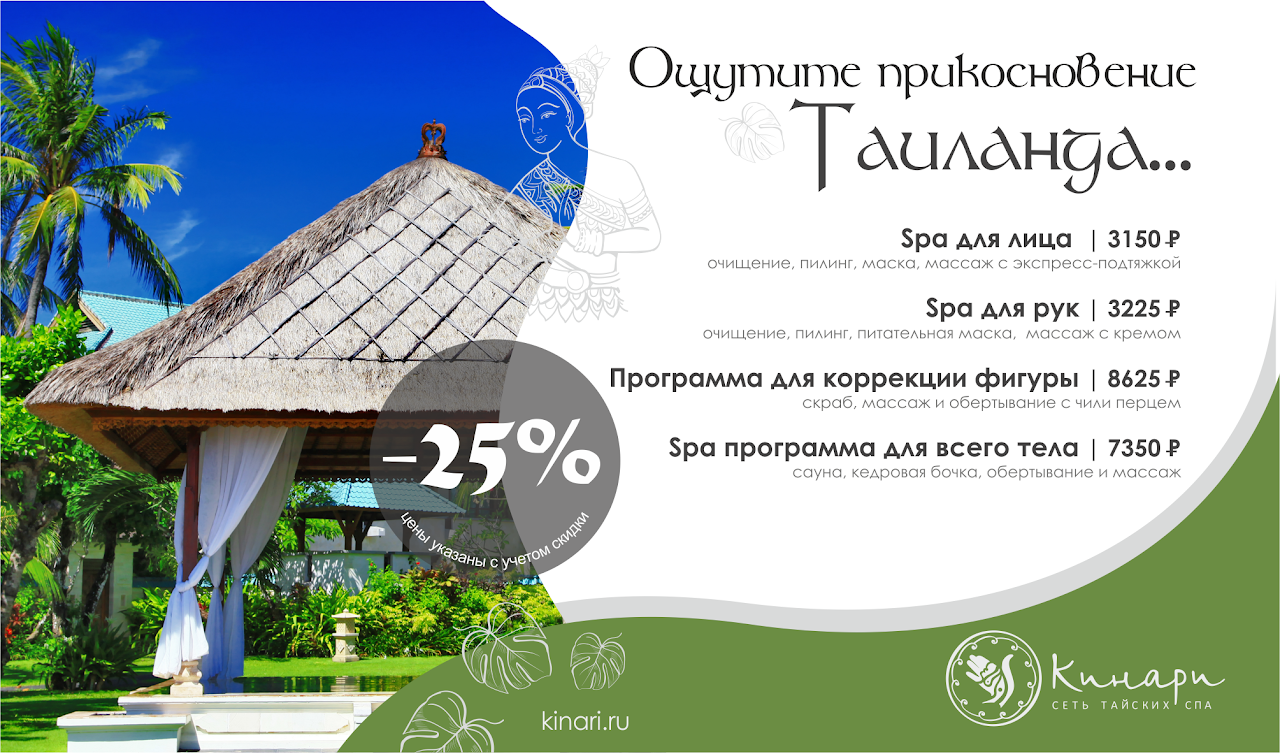 Ощутите прикосновение
Таиланда...
Spa для лица | 3150 ₽
очищение, пилинг, маска, массаж с экспресс-подтяжкой
Spa для рук | 3225 ₽
очищение, пилинг, питательная маска, массаж с кремом
Программа для коррекции фигуры | 8625 ₽
скраб, массаж и обертывание с чили перцем
Spa программа для всего тела | 7350 ₽
сауна, кедровая бочка, обертывание и массаж
–25%
цены указаны с учетом скидки
Кинари
СЕТЬ ТАЙСКИХ СПА
kinari.ru